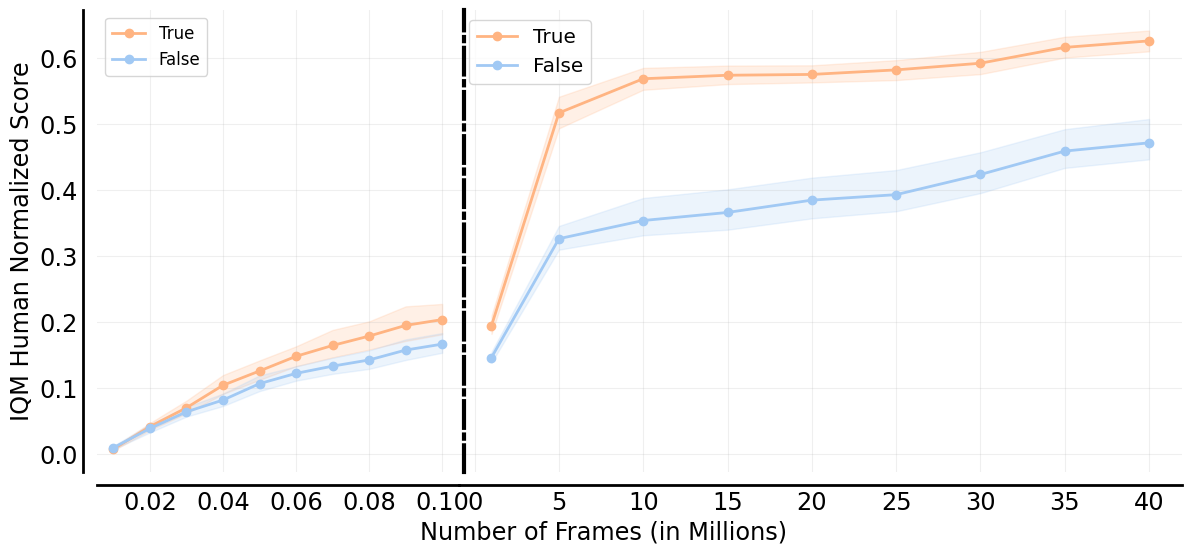 True
False
True
False
IQM Human Normalized Score
0.6
0.5
0.4
0.3
0.2
0.1
0.0
0.02 0.04 0.06 0.08 0.10 0 5 10 15 20 25 30 35 40
Number of Frames (in Millions)